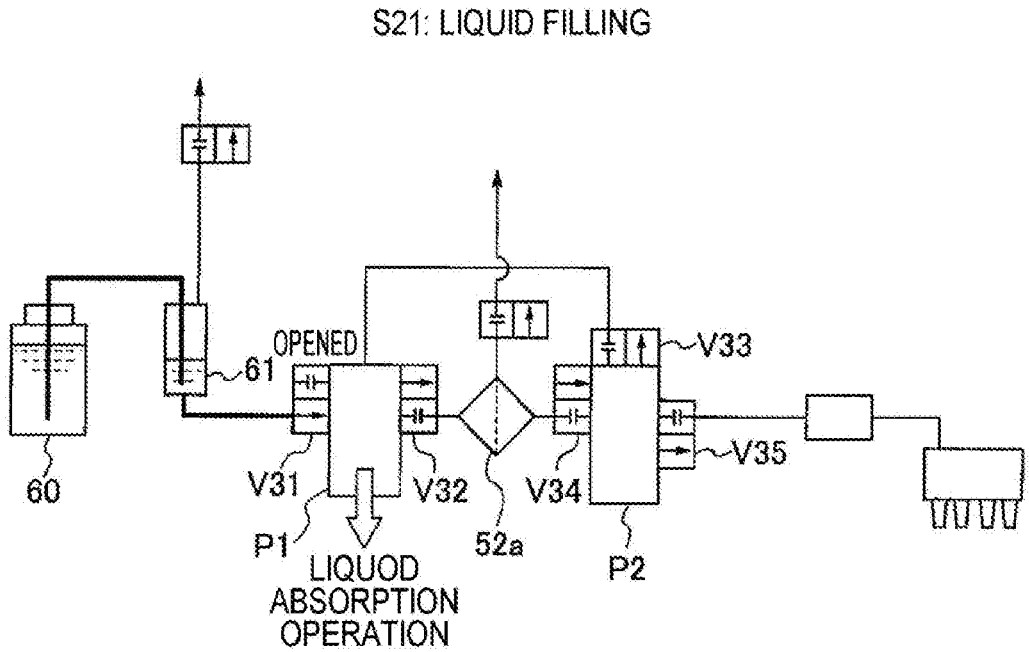 S21: LIQUID FILLING
OPENED
61
V33
60
V31
V32
V34
V35
P1
52a
P2
LIQUOD
ABSORPTION
OPERATION